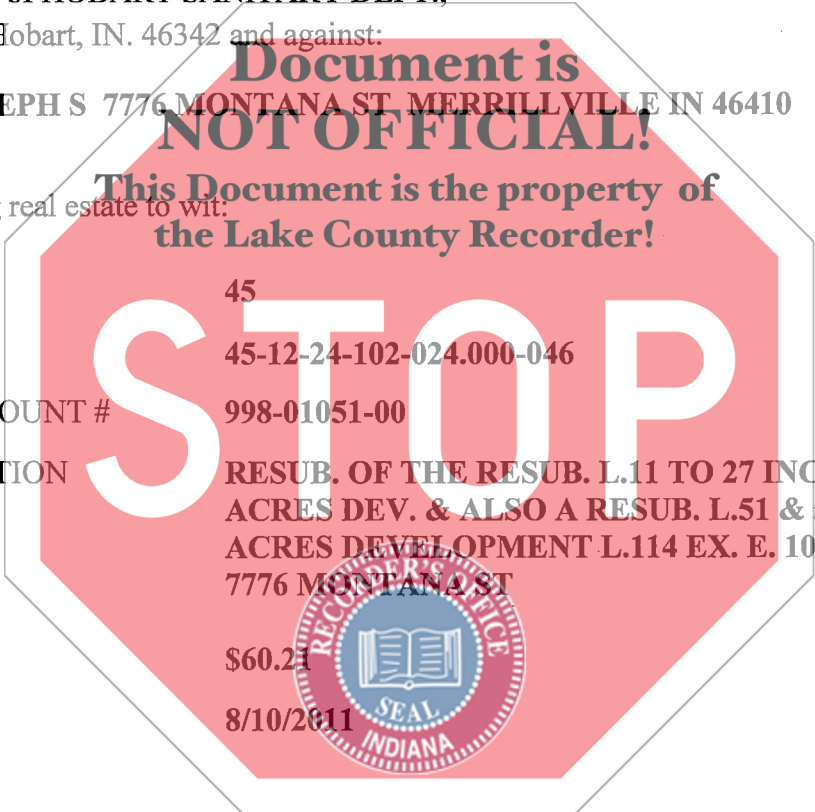 HOBART SANITARY DEPT.,
Hobart, IN. 46342 and against:
Document is
EPH S 7776 MONTANA ST MERRILLVILLE IN 46410
NOT OFFICIAL!
This Document is the property of
real estate to wit:
the Lake County Recorder!
45
STOP
45-12-24-102-024.000-046
OUNT # 998-01051-00
TION RESUB. OF THE RESUB. L.11 TO 27 INC
ACRES DEV. & ALSO A RESUB. L.51 &
ACRES DEVELOPMENT L.114 EX. E. 10
7776 MONTANA ST
RECORDER'S OFFICE
$60.21
SEAL
8/10/2011
INDIANA